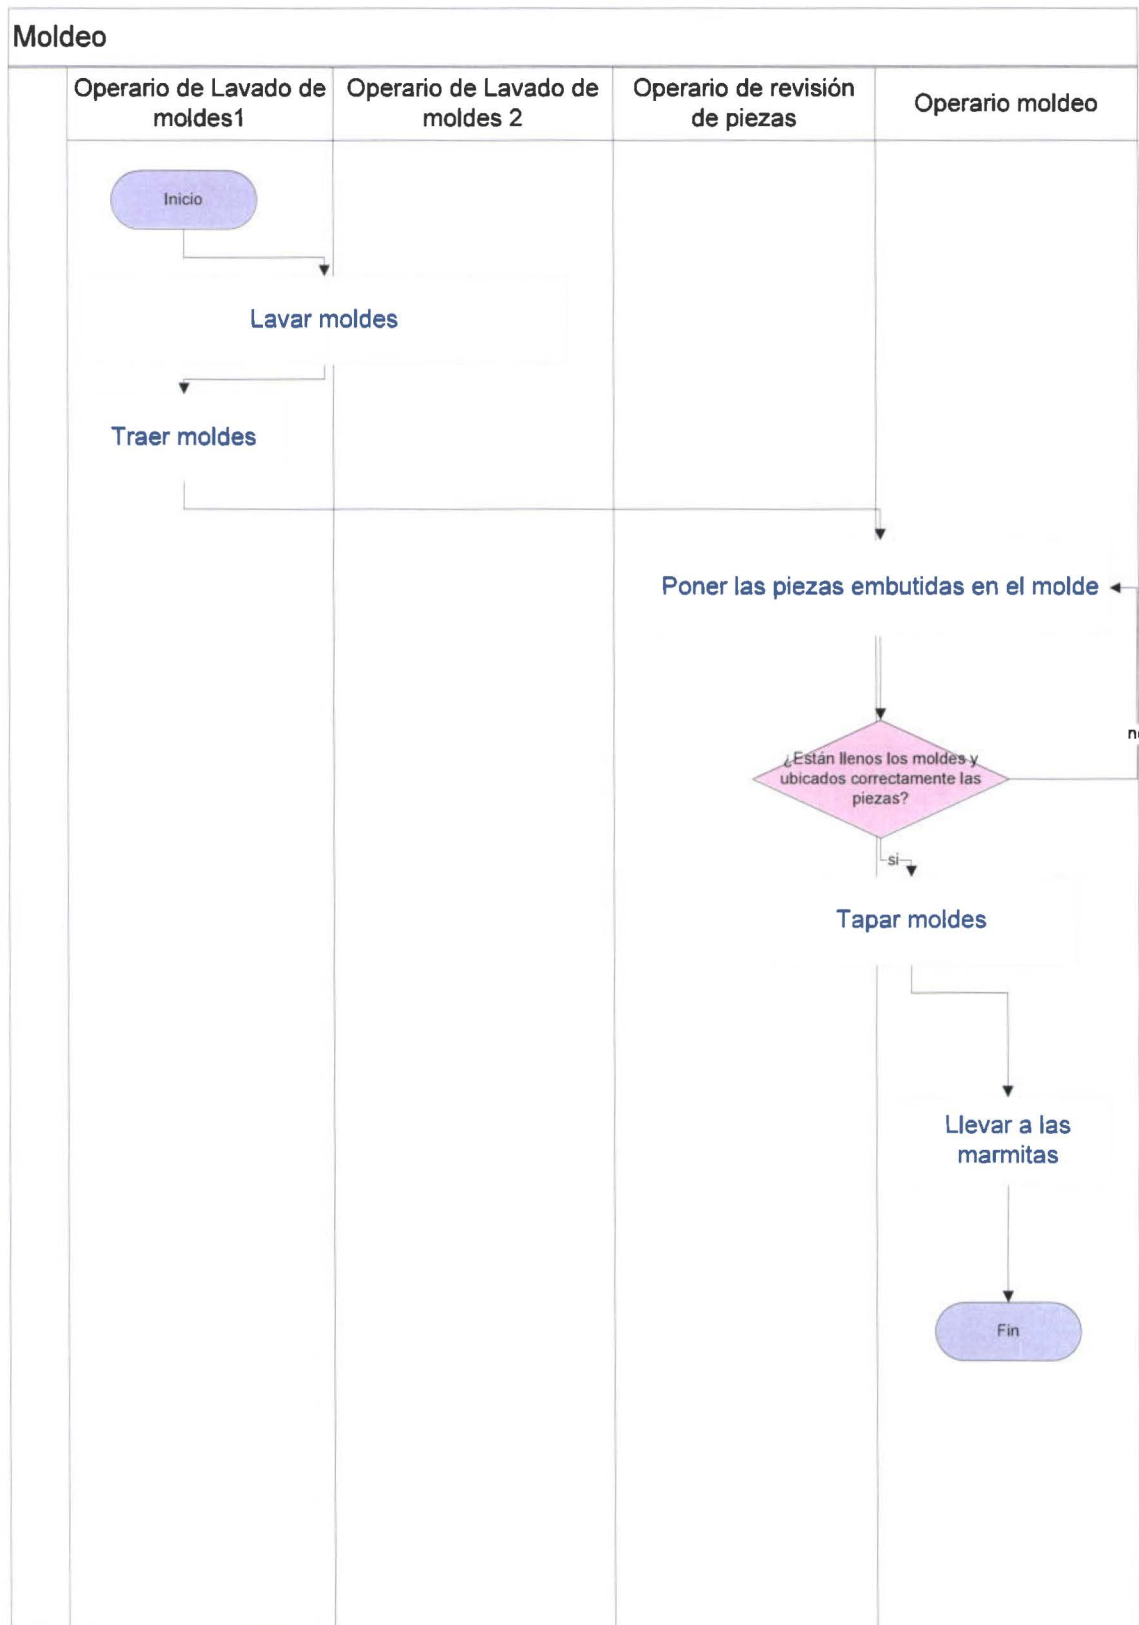 Moldeo
Operario de Lavado de
moldes1
Operario de Lavado de
moldes 2
Operario de revisión
de piezas
Operario moldeo
Inicio
Lavar moldes
Traer moldes
Poner las piezas embutidas en el molde
¿Están llenos los moldes y
ubicados correctamente las
piezas?
si
Tapar moldes
Llevar a las
marmitas
Fin